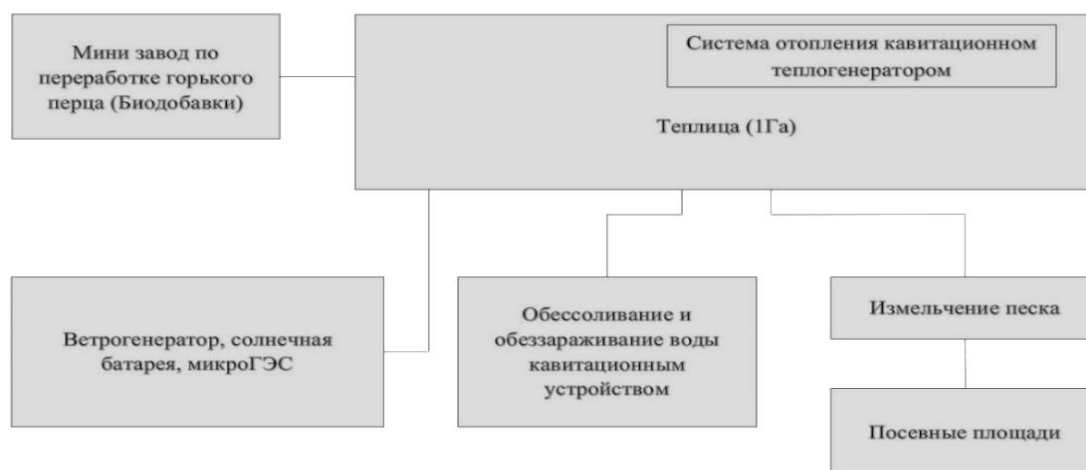 Мини завод по
переработке горького
перца (Биодобавки)
Система отопления кавитационном
теплогенератором
Теплица (1Га)
Ветрогенератор, солнечная
батарея, микроГЭС
Обессоливание и
обеззараживание воды
кавитационным
устройством
Измельчение песка
Посевные площади